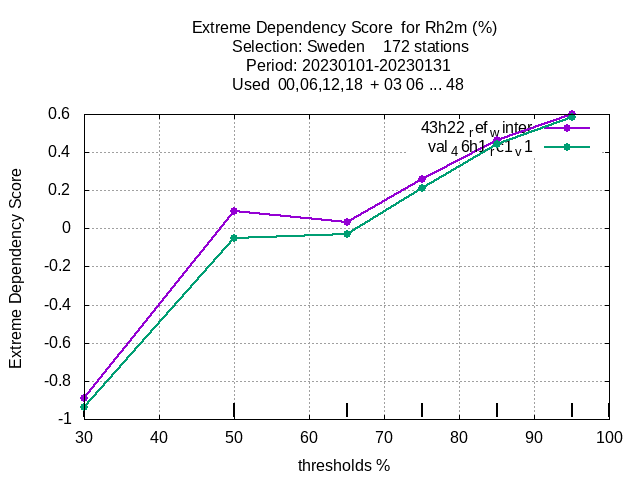 Extreme Dependency Score for Rh2m (%)
Selection: Sweden 172 stations
Period: 20230101-20230131
Used 00,06,12,18 + 03 06 ... 48
43h22ref_winter
val_46h1_rc1_v1
Extreme Dependency Score
0.6
0.4
0.2
0
-0.2
-0.4
-0.6
-0.8
-1
30 40 50 60 70 80 90 100
thresholds %